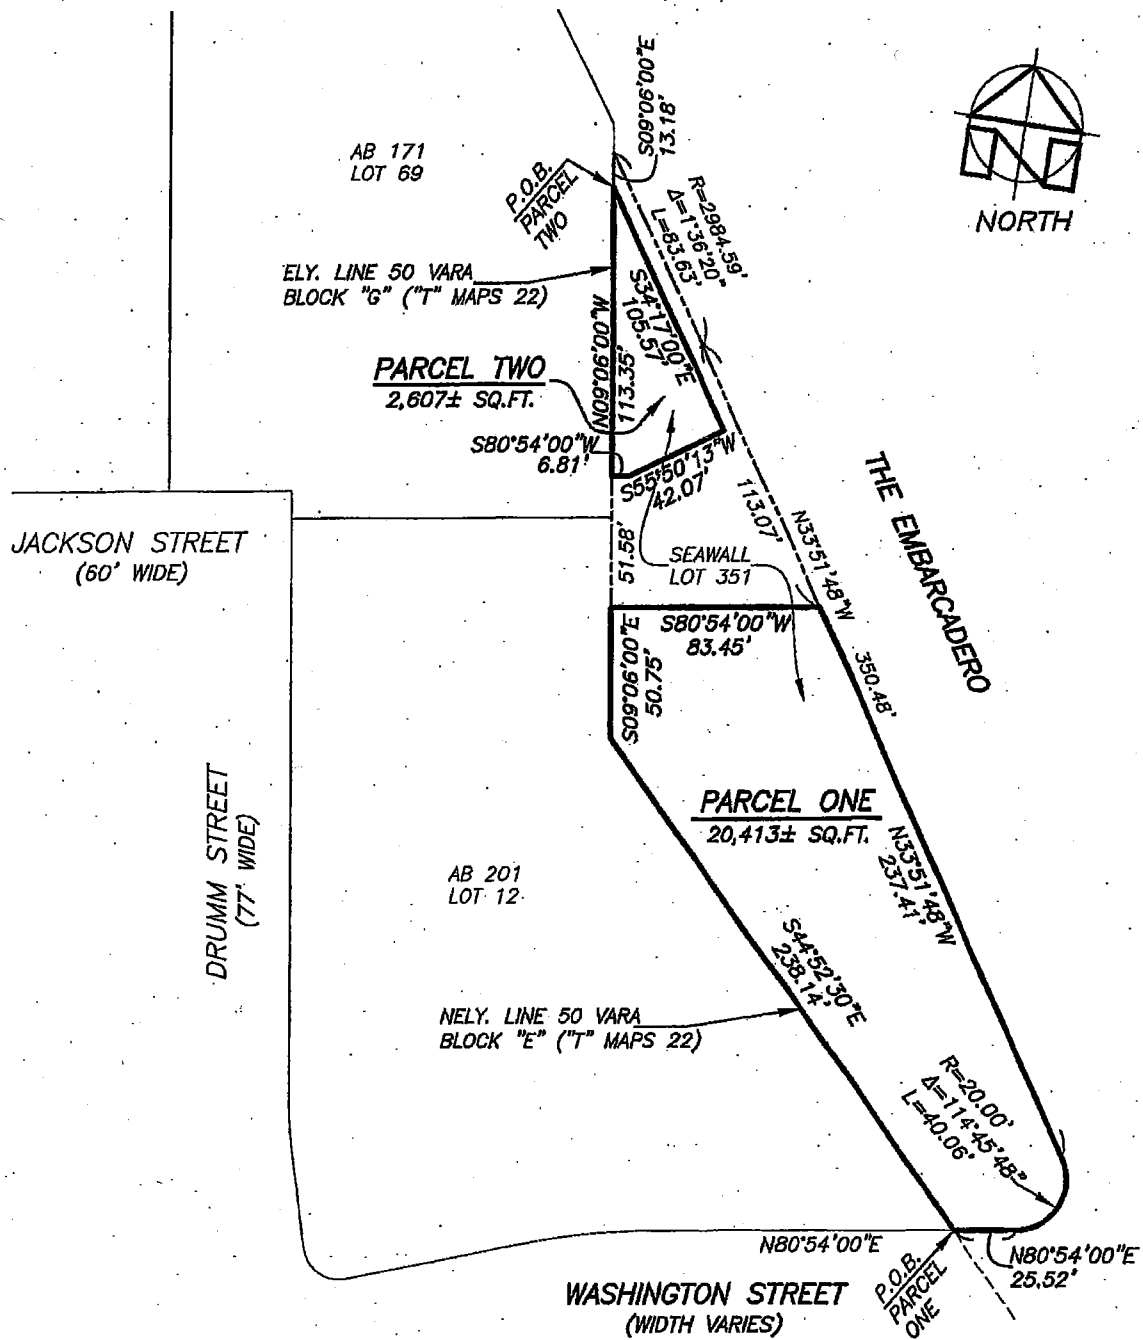 S09°06'00"E
13.18'
AB 171
LOT 69
P.O.B.
PARCEL
TWO
R=2984.59'
Δ=1°36'20"
L=83.63'
NORTH
ELY. LINE 50 VARA
BLOCK "G" ("T" MAPS 22)
S34°17'00"E
105.57'
N09°06'00"W
113.35'
PARCEL TWO
2,607± SQ.FT.
S80°54'00"W
6.81'
S55°50'13"W
42.07'
THE EMBARCADERO
113.07'
N33°51'48"W
350.48'
JACKSON STREET
(60' WIDE)
51.58'
SEAWALL
LOT 351
S80°54'00"W
83.45'
S09°06'00"E
50.75'
DRUMM STREET
(77' WIDE)
PARCEL ONE
20,413± SQ.FT.
N33°51'48"W
237.41'
AB 201
LOT 12
S44°52'30"E
238.14'
NELY. LINE 50 VARA
BLOCK "E" ("T" MAPS 22)
R=20.00'
Δ=114°45'48"
L=40.06'
N80°54'00"E
N80°54'00"E
25.52'
P.O.B.
PARCEL
ONE
WASHINGTON STREET
(WIDTH VARIES)